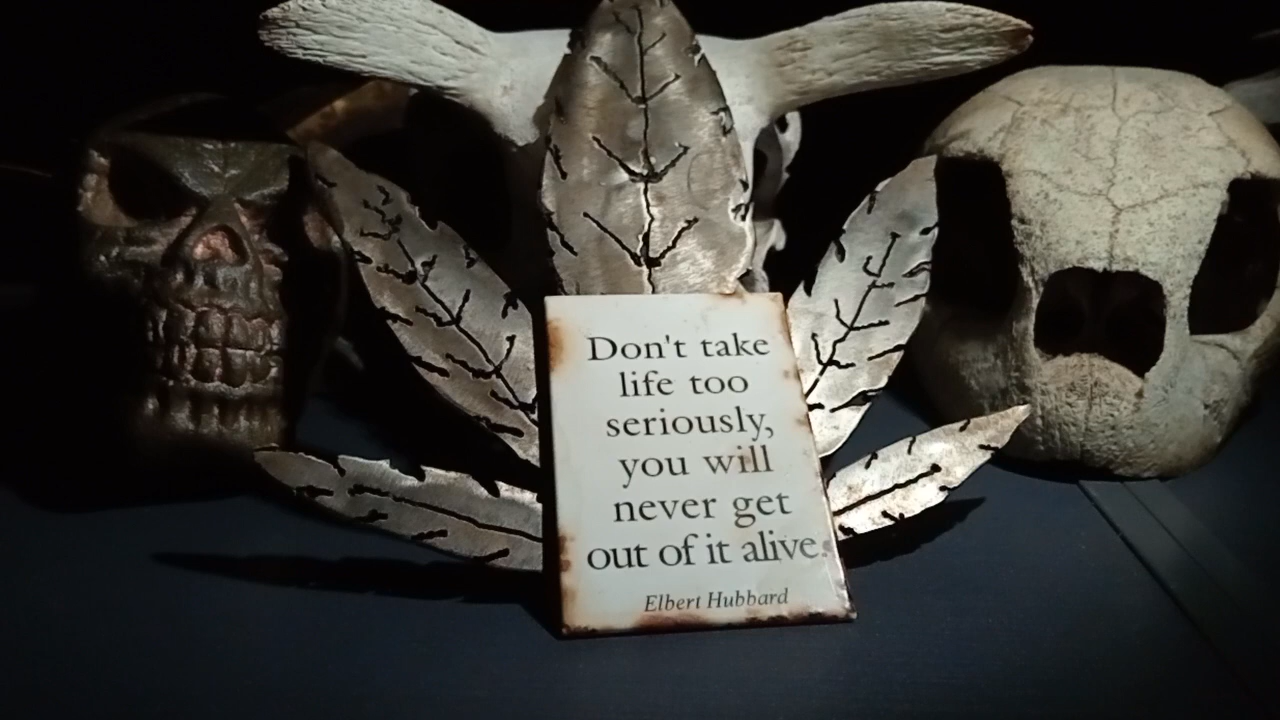 Don't take
life too
seriously,
you will
never get
out of it alive.
Elbert Hubbard